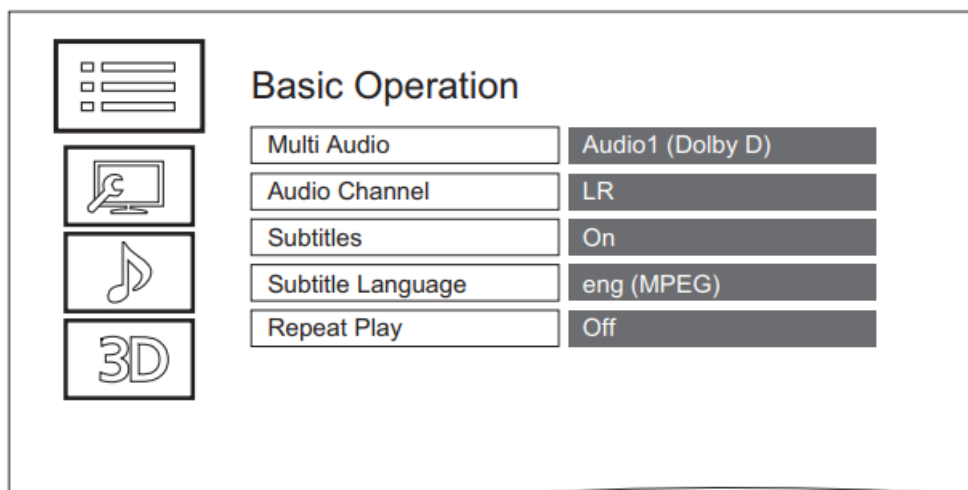 Basic Operation
Multi Audio Audio1 (Dolby D)
Audio Channel LR
Subtitles On
Subtitle Language eng (MPEG)
Repeat Play Off
3D